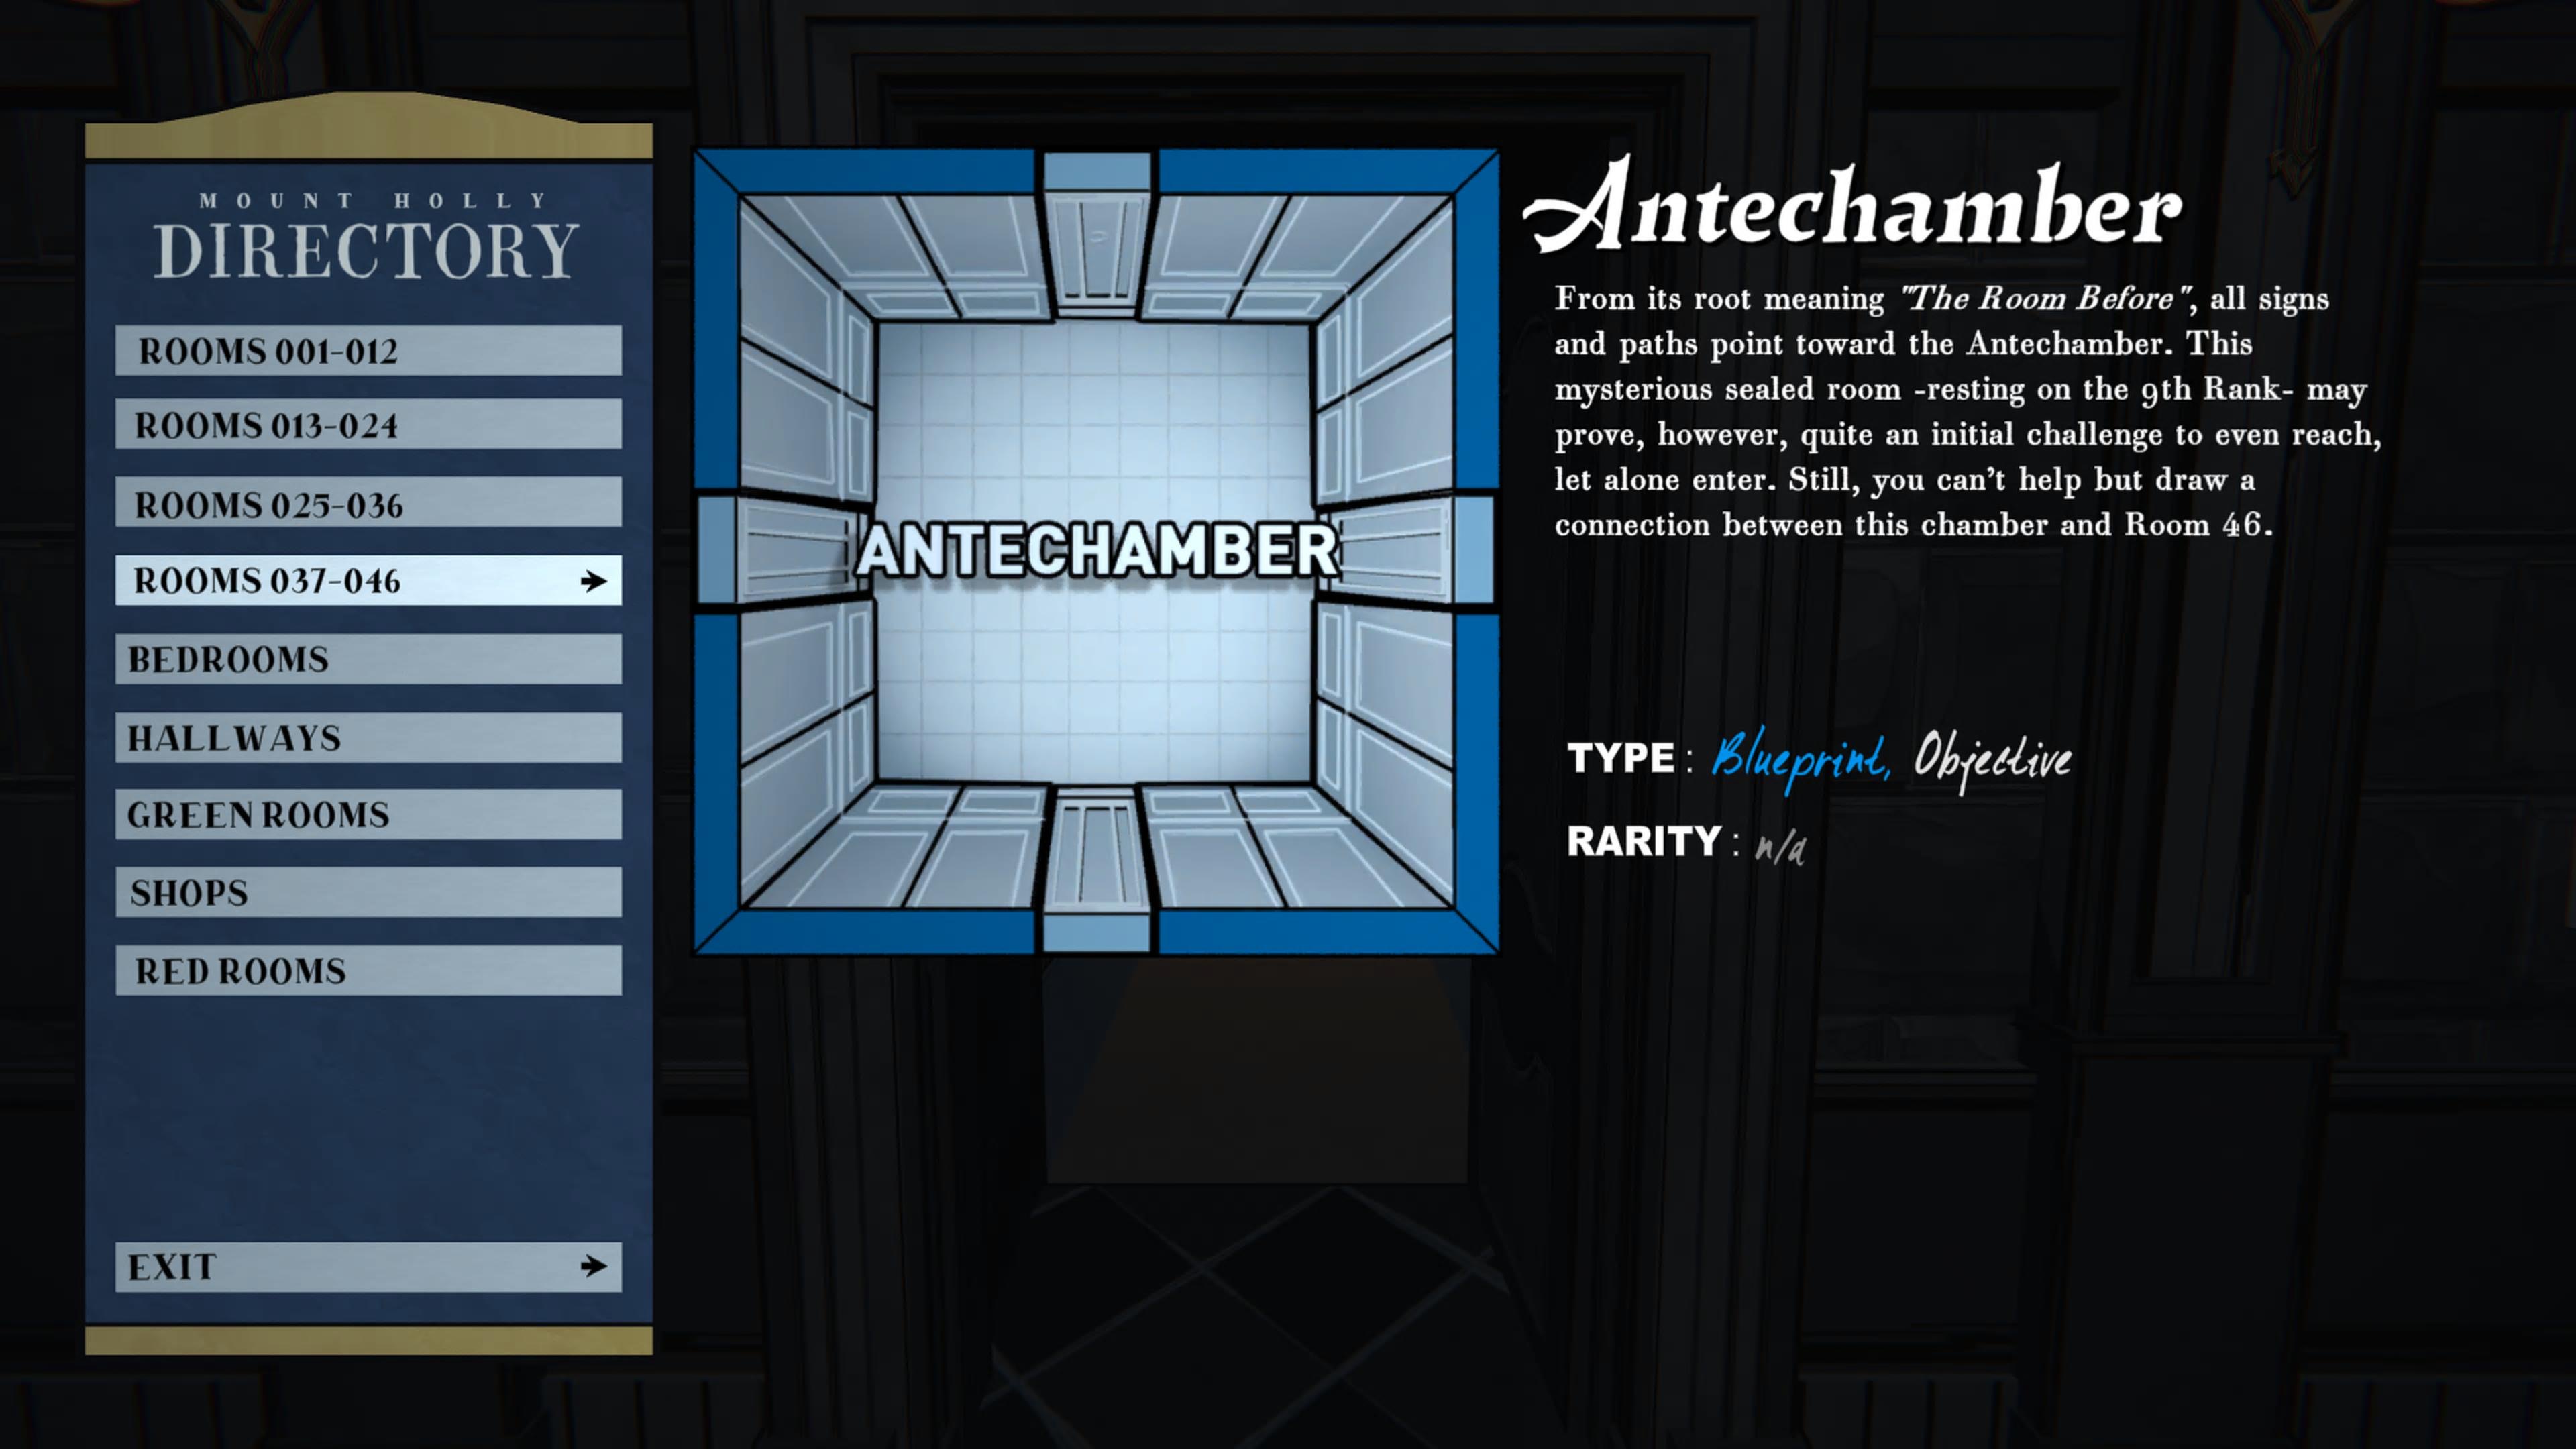 MOUNT HOLLY
DIRECTORY
ROOMS 001-012
ROOMS 013-024
ROOMS 025-036
ROOMS 037-046
BEDROOMS
HALLWAYS
GREEN ROOMS
SHOPS
RED ROOMS
EXIT
ANTECHAMBER
Antechamber
From its root meaning "The Room Before", all signs
and paths point toward the Antechamber. This
mysterious sealed room -resting on the 9th Rank- may
prove, however, quite an initial challenge to even reach,
let alone enter. Still, you can't help but draw a
connection between this chamber and Room 46.
TYPE : Blueprint, Objective
RARITY : n/a